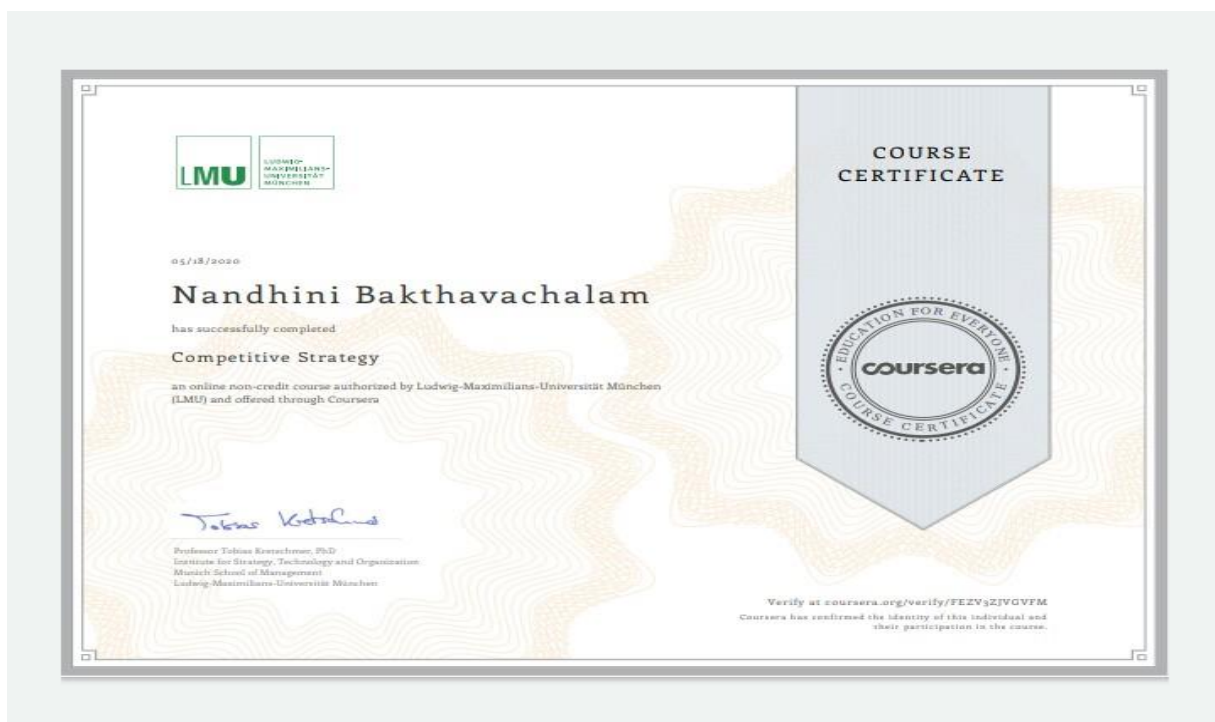 LMU
LUDWIG-
MAXIMILIANS-
UNIVERSITÄT
MÜNCHEN
COURSE
CERTIFICATE
05/18/2020
Nandhini Bakthavachalam
has successfully completed
Competitive Strategy
an online non-credit course authorized by Ludwig-Maximilians-Universität München
(LMU) and offered through Coursera
EDUCATION FOR EVERYONE
coursera
COURSE CERTIFICATE
Tobias Kretschmer
Professor Tobias Kretschmer, PhD
Institute for Strategy, Technology and Organization
Munich School of Management
Ludwig-Maximilians-Universität München
Verify at coursera.org/verify/FEZV3ZJVGVFM
Coursera has confirmed the identity of this individual and
their participation in the course.